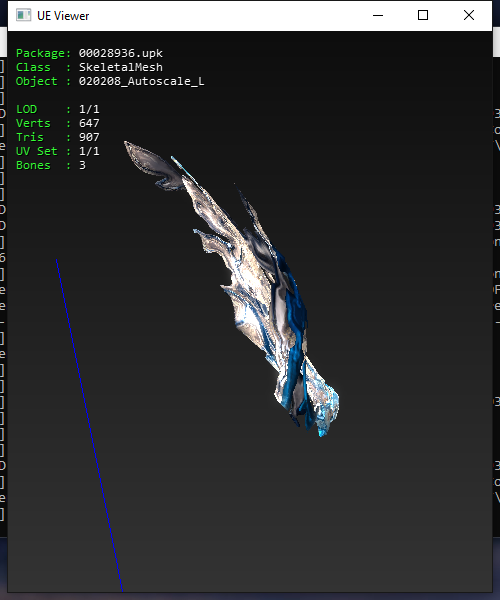 UE Viewer
Package: 00028936.upk
Class : SkeletalMesh
Object : 020208_Autoscale_L
LOD : 1/1
Verts : 647
Tris : 907
UV Set : 1/1
Bones : 3